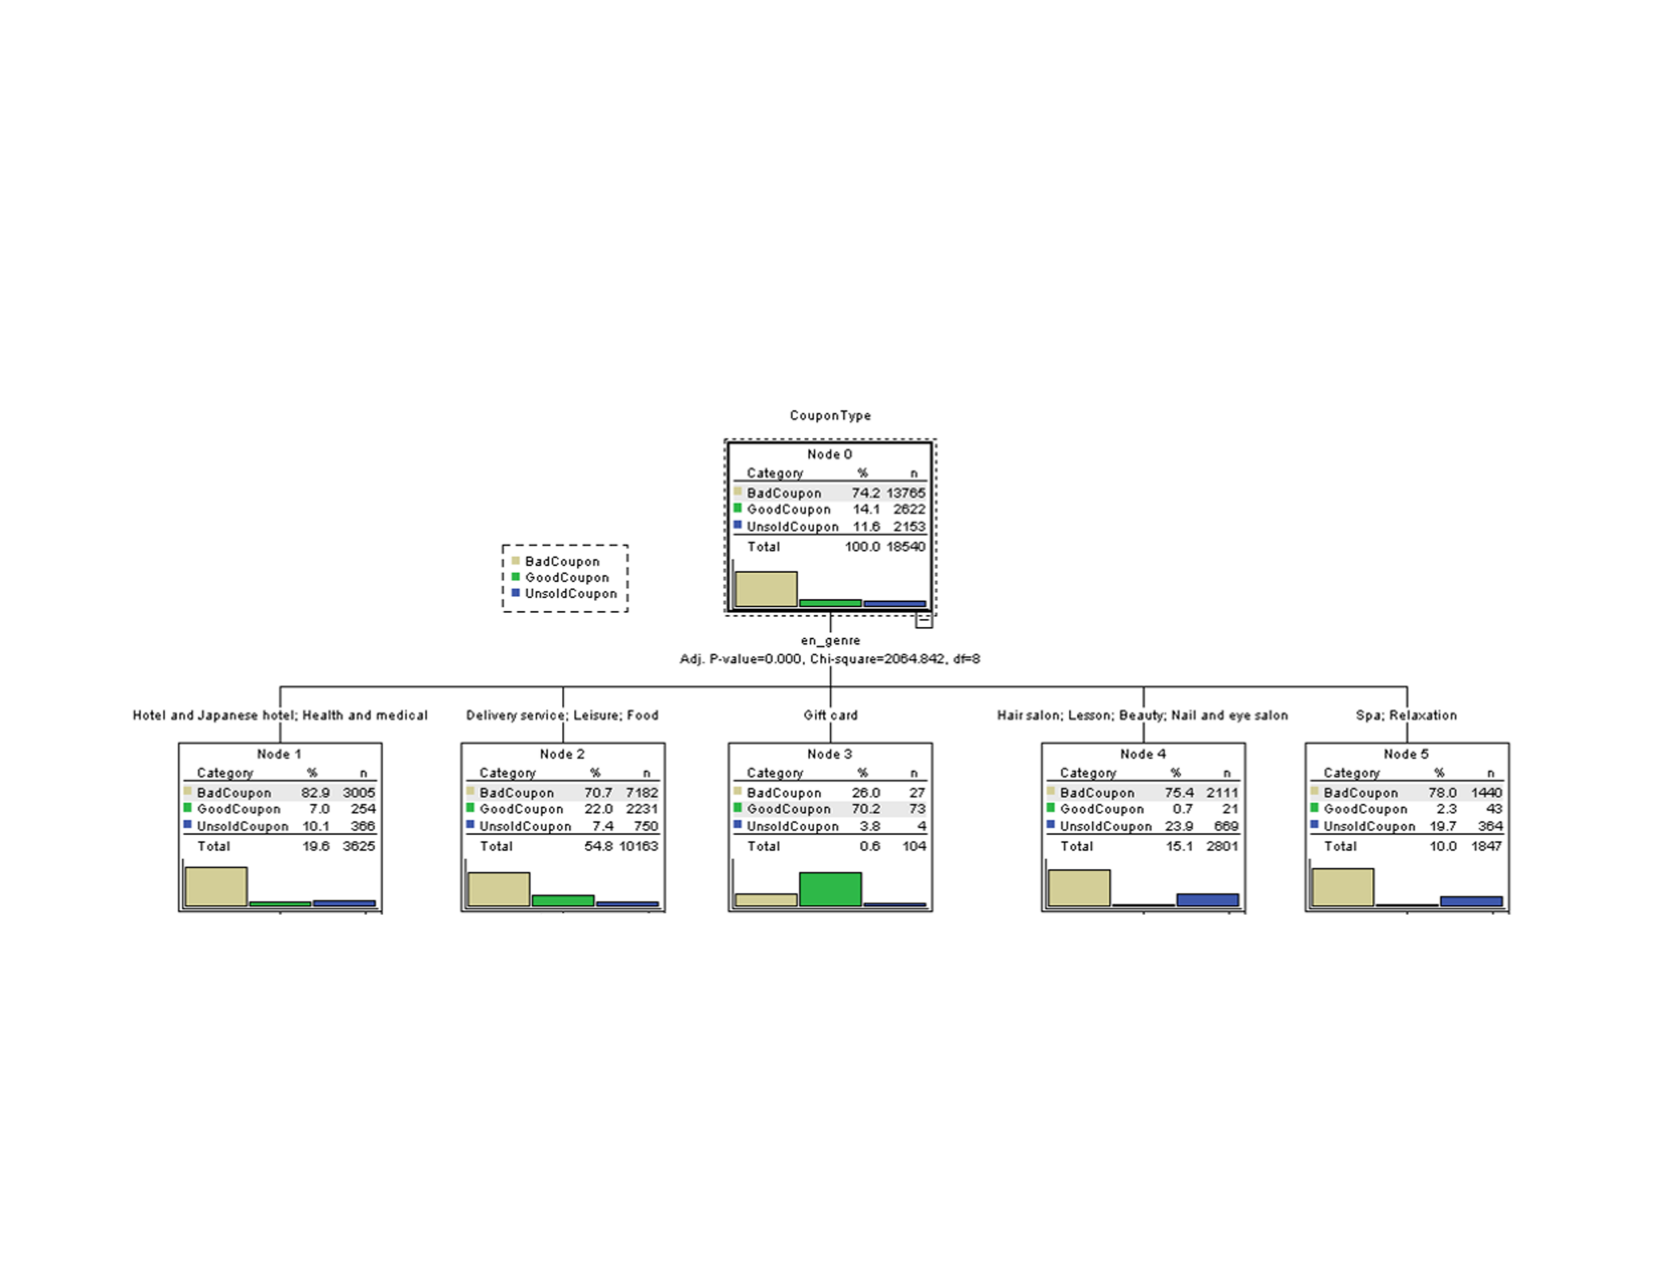 CouponType
Node 0
Category % n
BadCoupon 74.2 13765
GoodCoupon 14.1 2622
UnsoldCoupon 11.6 2153
Total 100.0 18540
BadCoupon
GoodCoupon
UnsoldCoupon
en_genre
Adj. P-value=0.000, Chi-square=2064.842, df=8
Hotel and Japanese hotel; Health and medical
Node 1
Category % n
BadCoupon 82.9 3005
GoodCoupon 7.0 254
UnsoldCoupon 10.1 366
Total 19.6 3625
Delivery service; Leisure; Food
Node 2
Category % n
BadCoupon 70.7 7182
GoodCoupon 22.0 2231
UnsoldCoupon 7.4 750
Total 54.8 10163
Gift card
Node 3
Category % n
BadCoupon 26.0 27
GoodCoupon 70.2 73
UnsoldCoupon 3.8 4
Total 0.6 104
Hair salon; Lesson; Beauty; Nail and eye salon
Node 4
Category % n
BadCoupon 75.4 2111
GoodCoupon 0.7 21
UnsoldCoupon 23.9 669
Total 15.1 2801
Spa; Relaxation
Node 5
Category % n
BadCoupon 78.0 1440
GoodCoupon 2.3 43
UnsoldCoupon 19.7 364
Total 10.0 1847